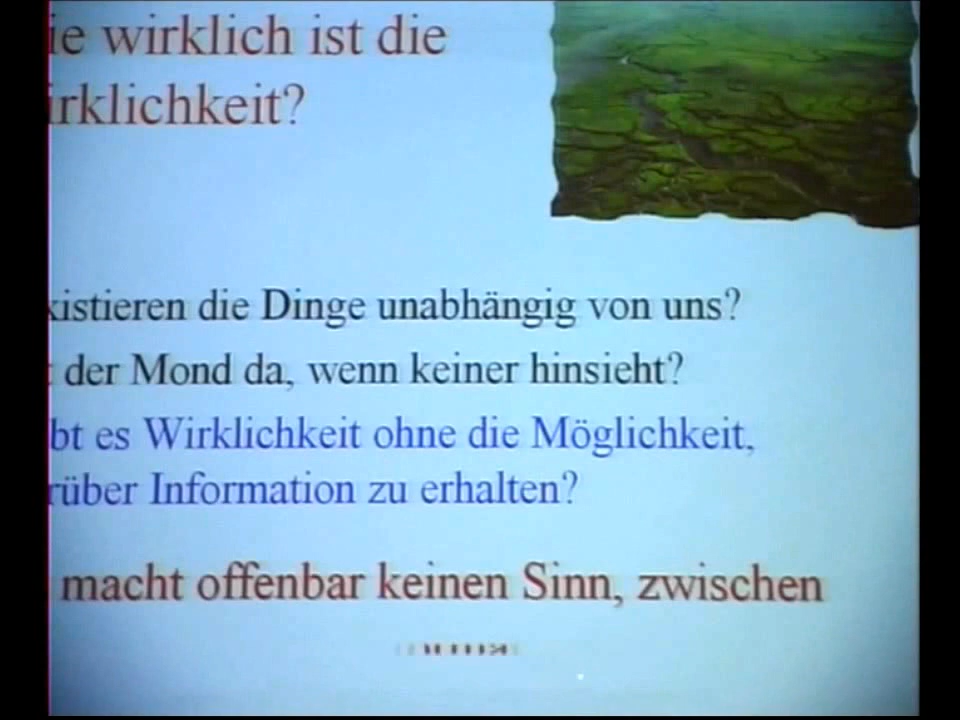 ie wirklich ist die
irklichkeit?
xistieren die Dinge unabhängig von uns?
der Mond da, wenn keiner hinsieht?
bt es Wirklichkeit ohne die Möglichkeit,
rüber Information zu erhalten?
macht offenbar keinen Sinn, zwischen